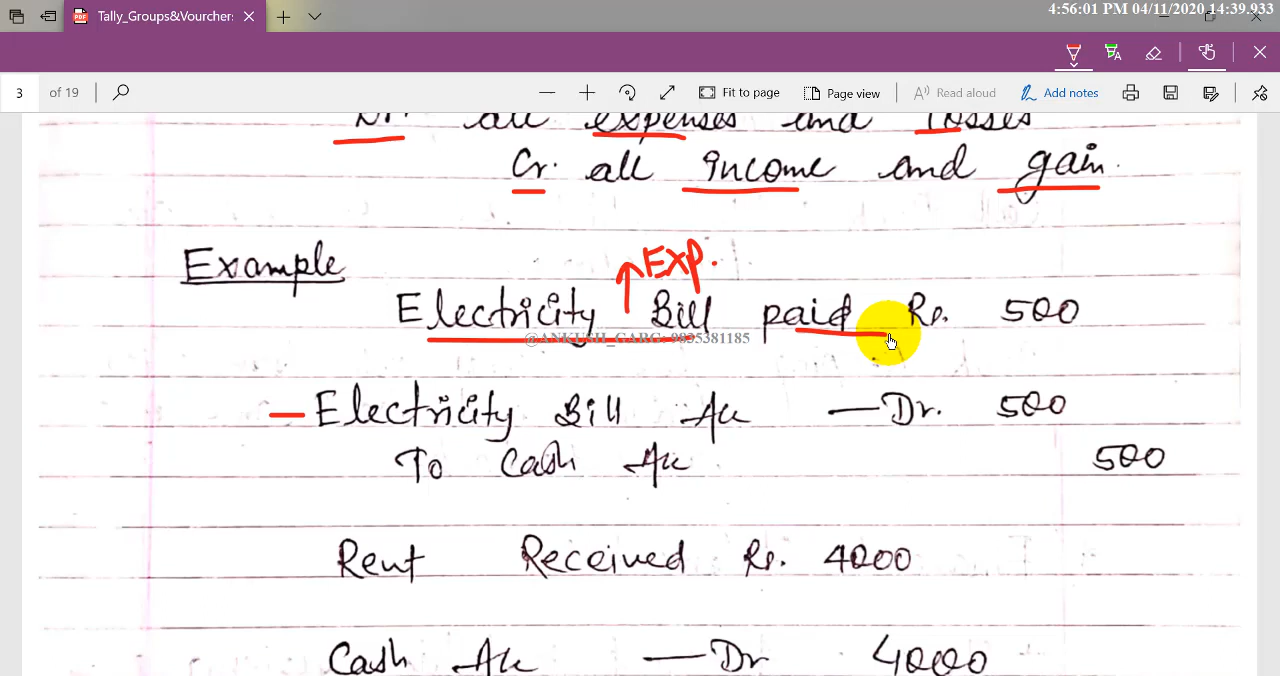 4:56:01 PM 04/11/2020 14:39.933
Tally_Groups&Vourcher:
3 of 19 Fit to page Page view Read aloud Add notes
Dr. all expenses and losses
Cr. all income and gain.
EXP.
Example
Electricity Bill paid Rs. 500
@ANKUSH_GARG: 9835381185
Electricity Bill A/c — Dr. 500
To Cash A/c 500
Rent Received Rs. 4000
Cash A/c — Dr 4000